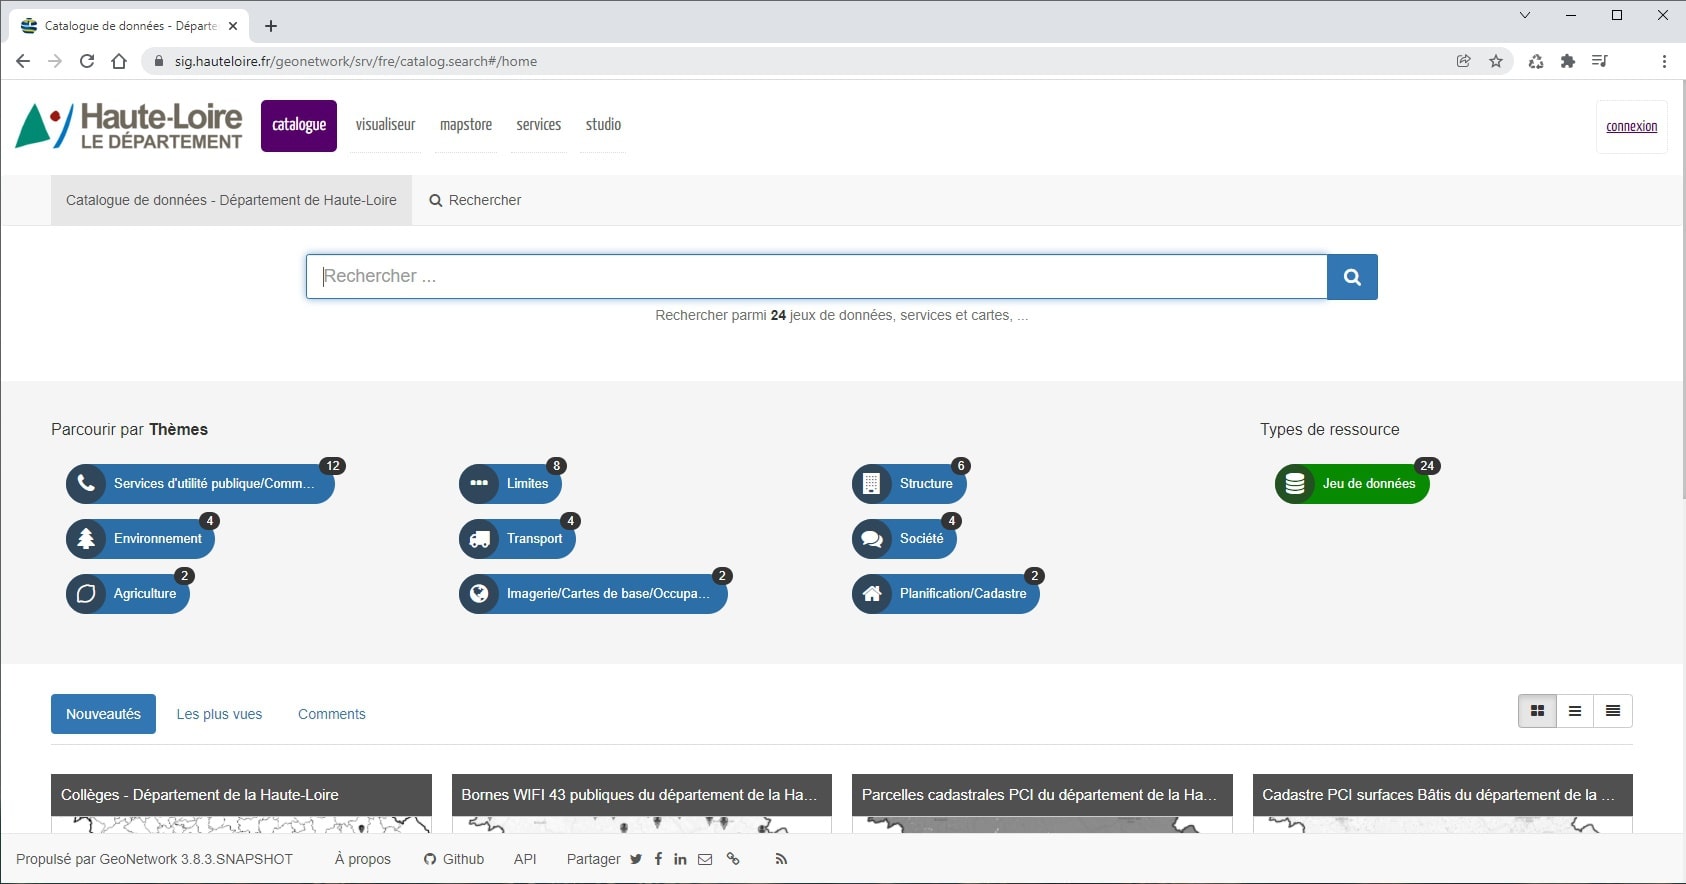 Catalogue de données - Départe
sig.hauteloire.fr/geonetwork/srv/fre/catalog.search#/home
Haute-Loire
LE DÉPARTEMENT
catalogue visualiseur mapstore services studio
connexion
Catalogue de données - Département de Haute-Loire Rechercher
Rechercher ...
Rechercher parmi 24 jeux de données, services et cartes, ...
Parcourir par Thèmes
Types de ressource
Services d'utilité publique/Comm... 12
Limites 8
Structure 6
Jeu de données 24
Environnement 4
Transport 4
Société 4
Agriculture 2
Imagerie/Cartes de base/Occupa... 2
Planification/Cadastre 2
Nouveautés Les plus vues Comments
Collèges - Département de la Haute-Loire
Bornes WIFI 43 publiques du département de la Ha...
Parcelles cadastrales PCI du département de la Ha...
Cadastre PCI surfaces Bâtis du département de la ...
Propulsé par GeoNetwork 3.8.3.SNAPSHOT À propos Github API Partager